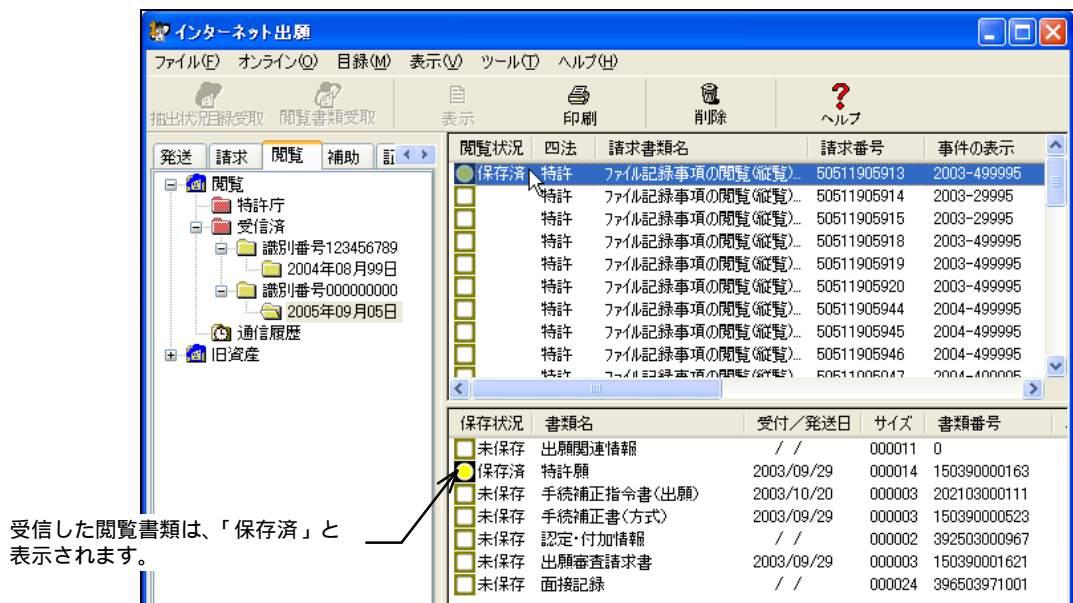 インターネット出願
ファイル(F) オンライン(O) 目録(M) 表示(V) ツール(T) ヘルプ(H)
抽出状況目録受取 閲覧書類受取 表示 印刷 削除 ヘルプ
発送 請求 閲覧 補助
閲覧
特許庁
受信済
識別番号123456789
2004年08月99日
識別番号000000000
2005年09月05日
通信履歴
旧資産
閲覧状況 四法 請求書類名 請求番号 事件の表示
保存済 特許 ファイル記録事項の閲覧(縦覧)... 50511905913 2003-499995
特許 ファイル記録事項の閲覧(縦覧)... 50511905914 2003-29995
特許 ファイル記録事項の閲覧(縦覧)... 50511905915 2003-29995
特許 ファイル記録事項の閲覧(縦覧)... 50511905918 2003-499995
特許 ファイル記録事項の閲覧(縦覧)... 50511905919 2003-499995
特許 ファイル記録事項の閲覧(縦覧)... 50511905920 2003-499995
特許 ファイル記録事項の閲覧(縦覧)... 50511905944 2004-499995
特許 ファイル記録事項の閲覧(縦覧)... 50511905945 2004-499995
特許 ファイル記録事項の閲覧(縦覧)... 50511905946 2004-499995
特許 ファイル記録事項の閲覧(縦覧)... 50511905947
保存状況 書類名 受付/発送日 サイズ 書類番号
未保存 出願関連情報 / / 000011 0
保存済 特許願 2003/09/29 000014 150390000163
未保存 手続補正指令書(出願) 2003/10/20 000003 202103000111
未保存 手続補正書(方式) 2003/09/29 000003 150390000523
未保存 認定・付加情報 / / 000002 392503000967
未保存 出願審査請求書 2003/09/29 000003 150390001621
未保存 面接記録 / / 000024 396503971001
受信した閲覧書類は、「保存済」と
表示されます。